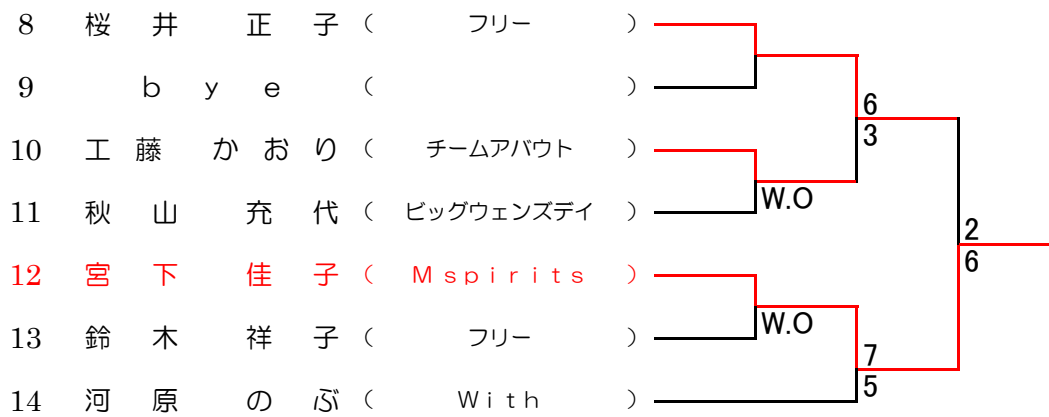 8 桜井 正子 ( フリー )
9 bye ( )
6
10 工藤 かおり ( チームアバウト )
3
W.O
11 秋山 充代 ( ビッグウェンズデイ )
2
12 宮下 佳子 ( Mspirits )
6
W.O
13 鈴木 祥子 ( フリー )
7
14 河原 のぶ ( With )
5